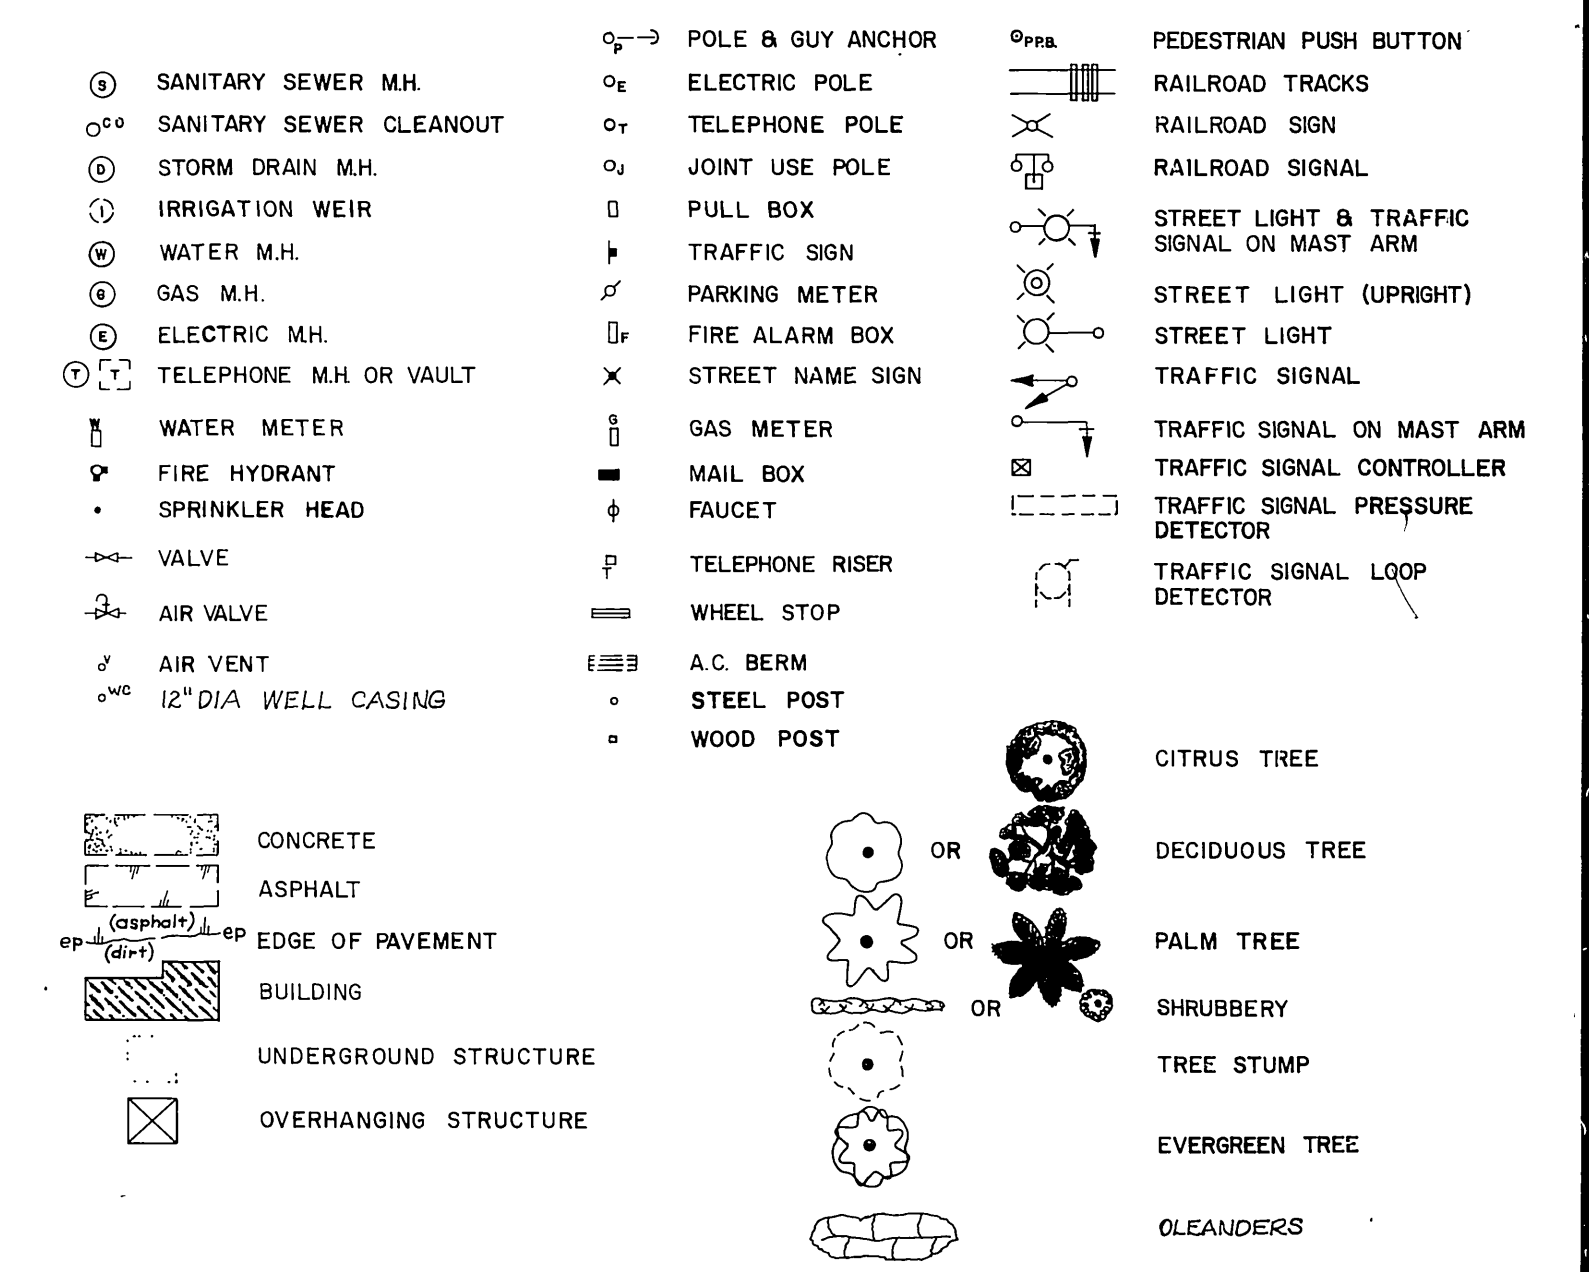 S SANITARY SEWER M.H.
CO SANITARY SEWER CLEANOUT
D STORM DRAIN M.H.
I IRRIGATION WEIR
W WATER M.H.
G GAS M.H.
E ELECTRIC M.H.
T T TELEPHONE M.H. OR VAULT
W WATER METER
FIRE HYDRANT
SPRINKLER HEAD
VALVE
AIR VALVE
V AIR VENT
WC 12" DIA WELL CASING
P POLE & GUY ANCHOR
E ELECTRIC POLE
T TELEPHONE POLE
J JOINT USE POLE
PULL BOX
TRAFFIC SIGN
PARKING METER
F FIRE ALARM BOX
STREET NAME SIGN
G GAS METER
MAIL BOX
FAUCET
T TELEPHONE RISER
WHEEL STOP
A.C. BERM
STEEL POST
WOOD POST
P.P.B. PEDESTRIAN PUSH BUTTON
RAILROAD TRACKS
RAILROAD SIGN
RAILROAD SIGNAL
STREET LIGHT & TRAFFIC
SIGNAL ON MAST ARM
STREET LIGHT (UPRIGHT)
STREET LIGHT
TRAFFIC SIGNAL
TRAFFIC SIGNAL ON MAST ARM
TRAFFIC SIGNAL CONTROLLER
TRAFFIC SIGNAL PRESSURE
DETECTOR
TRAFFIC SIGNAL LOOP
DETECTOR
CONCRETE
ASPHALT
(asphalt)
ep ep EDGE OF PAVEMENT
(dirt)
BUILDING
UNDERGROUND STRUCTURE
OVERHANGING STRUCTURE
CITRUS TREE
OR DECIDUOUS TREE
OR PALM TREE
OR SHRUBBERY
TREE STUMP
EVERGREEN TREE
OLEANDERS